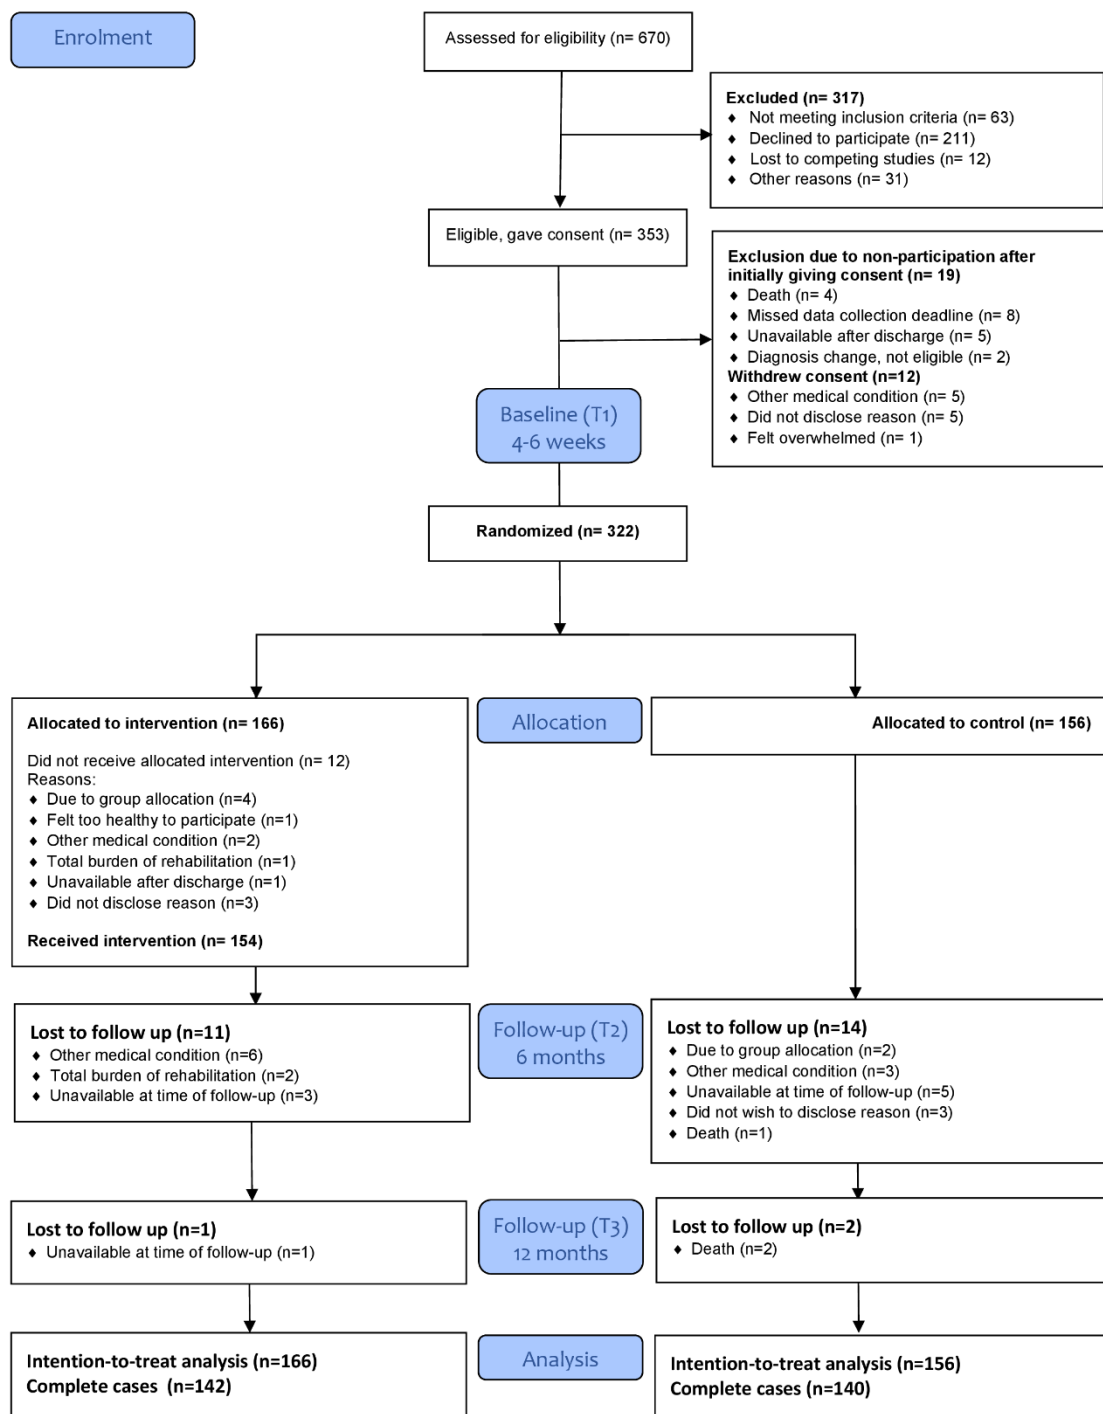 Enrolment
Assessed for eligibility (n= 670)
Excluded (n= 317)
♦ Not meeting inclusion criteria (n= 63)
♦ Declined to participate (n= 211)
♦ Lost to competing studies (n= 12)
♦ Other reasons (n= 31)
Eligible, gave consent (n= 353)
Exclusion due to non-participation after
initially giving consent (n= 19)
♦ Death (n= 4)
♦ Missed data collection deadline (n= 8)
♦ Unavailable after discharge (n= 5)
♦ Diagnosis change, not eligible (n= 2)
Withdrew consent (n=12)
♦ Other medical condition (n= 5)
♦ Did not disclose reason (n= 5)
♦ Felt overwhelmed (n= 1)
Baseline (T1)
4-6 weeks
Randomized (n= 322)
Allocated to intervention (n= 166)
Did not receive allocated intervention (n= 12)
Reasons:
♦ Due to group allocation (n=4)
♦ Felt too healthy to participate (n=1)
♦ Other medical condition (n=2)
♦ Total burden of rehabilitation (n=1)
♦ Unavailable after discharge (n=1)
♦ Did not disclose reason (n=3)
Received intervention (n= 154)
Allocation
Allocated to control (n= 156)
Lost to follow up (n=11)
♦ Other medical condition (n=6)
♦ Total burden of rehabilitation (n=2)
♦ Unavailable at time of follow-up (n=3)
Follow-up (T2)
6 months
Lost to follow up (n=14)
♦ Due to group allocation (n=2)
♦ Other medical condition (n=3)
♦ Unavailable at time of follow-up (n=5)
♦ Did not wish to disclose reason (n=3)
♦ Death (n=1)
Lost to follow up (n=1)
♦ Unavailable at time of follow-up (n=1)
Follow-up (T3)
12 months
Lost to follow up (n=2)
♦ Death (n=2)
Intention-to-treat analysis (n=166)
Complete cases (n=142)
Analysis
Intention-to-treat analysis (n=156)
Complete cases (n=140)